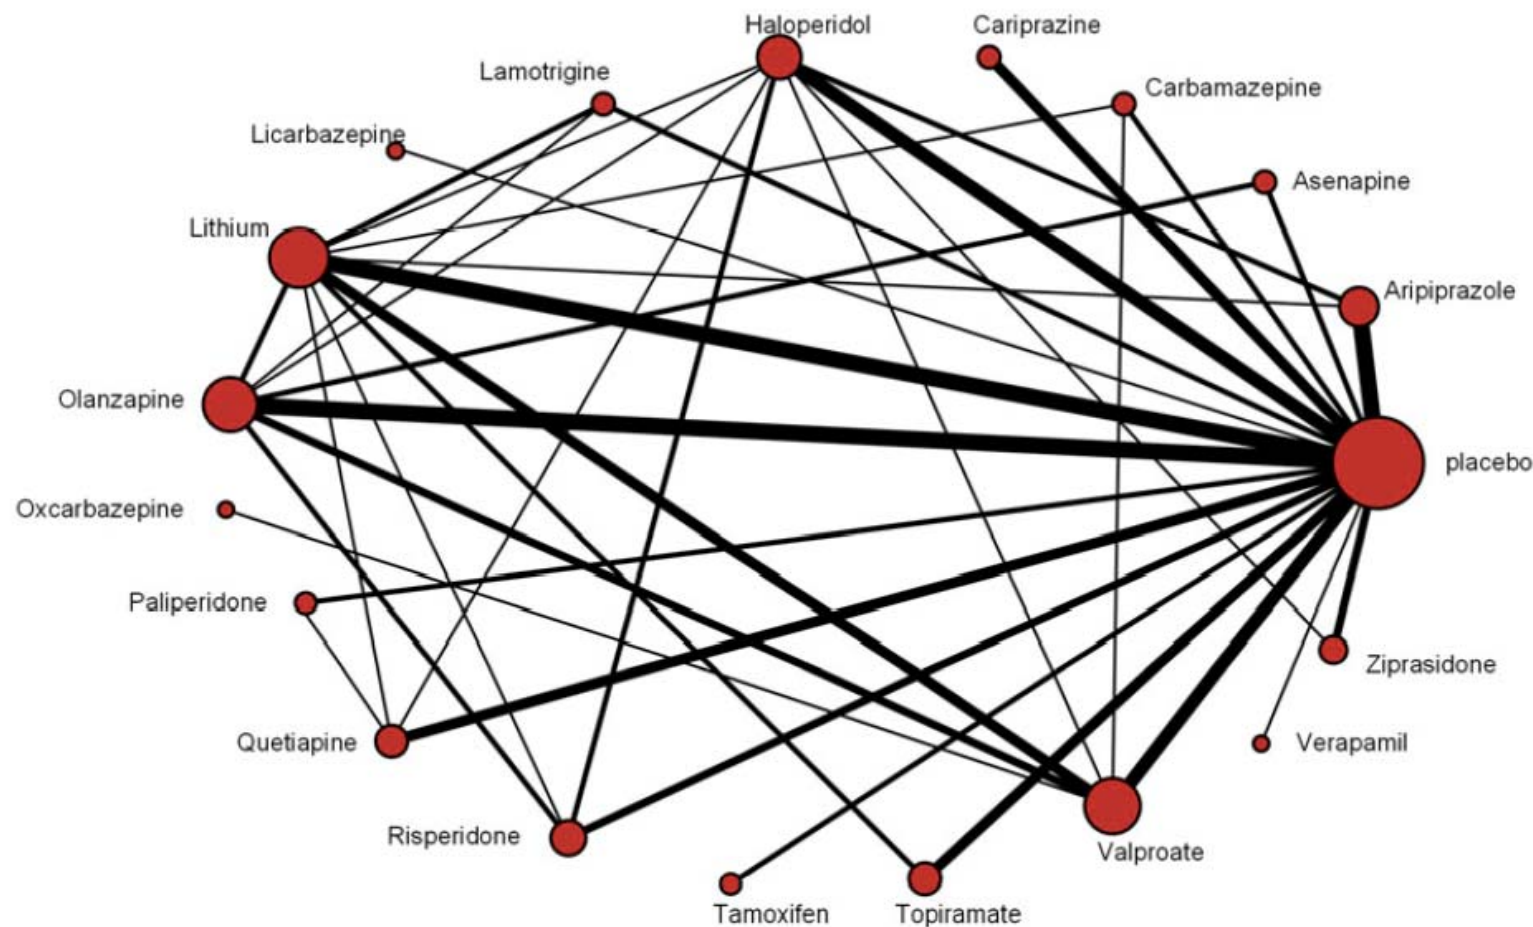 Haloperidol
Cariprazine
Lamotrigine
Carbamazepine
Licarbazepine
Asenapine
Lithium
Aripiprazole
Olanzapine
placebo
Oxcarbazepine
Paliperidone
Ziprasidone
Quetiapine
Verapamil
Risperidone
Valproate
Tamoxifen
Topiramate